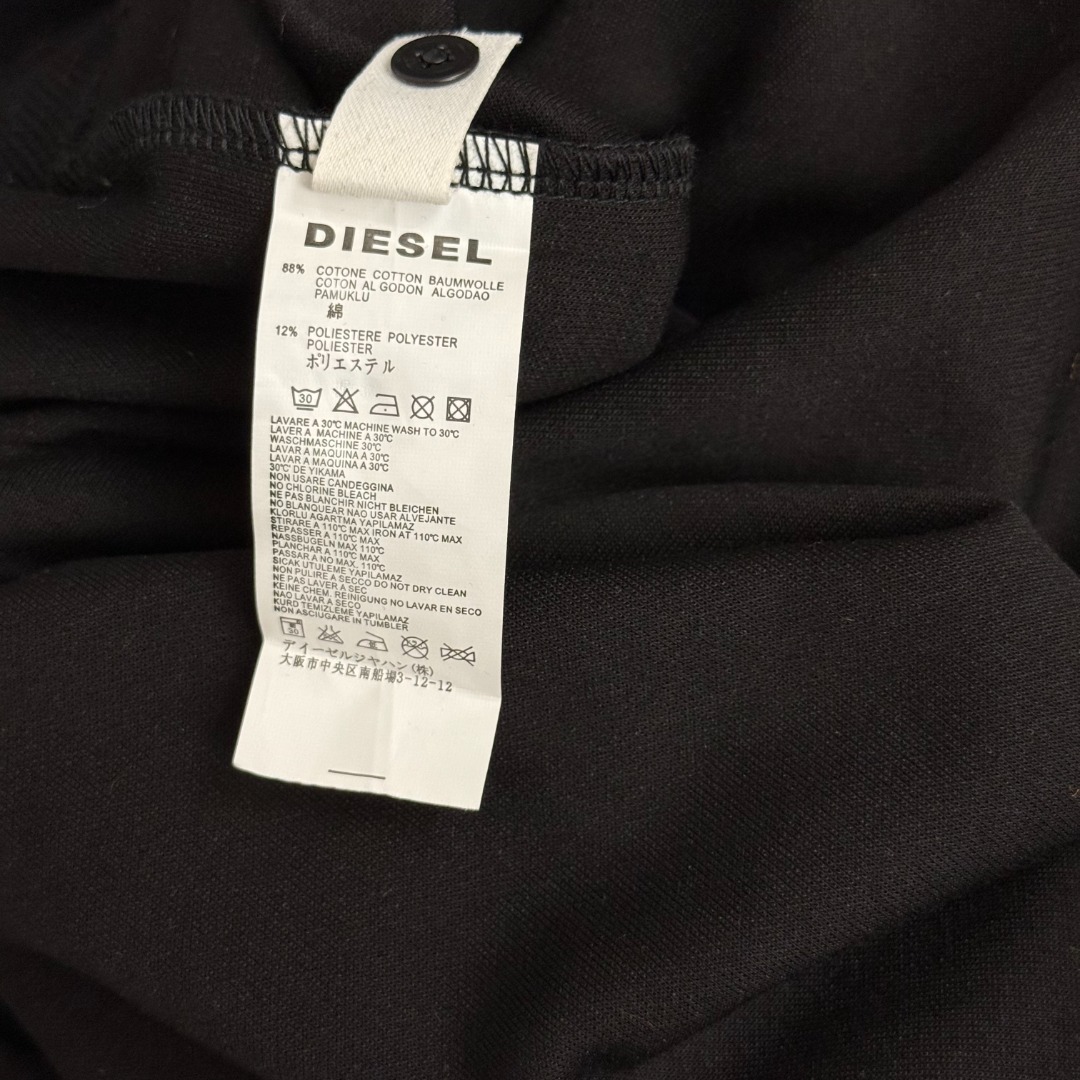 DIESEL
88% COTONE COTTON BAUMWOLLE
COTON AL GODON ALGODAO
PAMUKLU
綿
12% POLIESTERE POLYESTER
POLIESTER
ポリエステル
30
LAVARE A 30℃ MACHINE WASH TO 30℃
LAVER A MACHINE A 30℃
WASCHMASCHINE 30℃
LAVAR A MAQUINA A 30℃
LAVAR A MAQUINA A 30℃
30℃' DE YIKAMA
NON USARE CANDEGGINA
NO CHLORINE BLEACH
NE PAS BLANCHIR NICHT BLEICHEN
NO BLANQUEAR NAO USAR ALVEJANTE
KLORLU AGARTMA YAPILAMAZ
STIRARE A 110℃ MAX IRON AT 110℃ MAX
REPASSER A 110℃ MAX
NASSBUGELN MAX 110℃
PLANCHAR A 110℃ MAX
PASSAR A NO MAX. 110℃
SICAK UTULEME YAPILAMAZ
NON PULIRE A SECCO DO NOT DRY CLEAN
NE PAS LAVER A SEC
KEINE CHEM. REINIGUNG NO LAVAR EN SECO
NAO LAVAR A SECO
KURU TEMIZLEME YAPILAMAZ
NON ASCIUGARE IN TUMBLER
30
デイーゼルジヤハン(株)
大阪市中央区南船場3-12-12